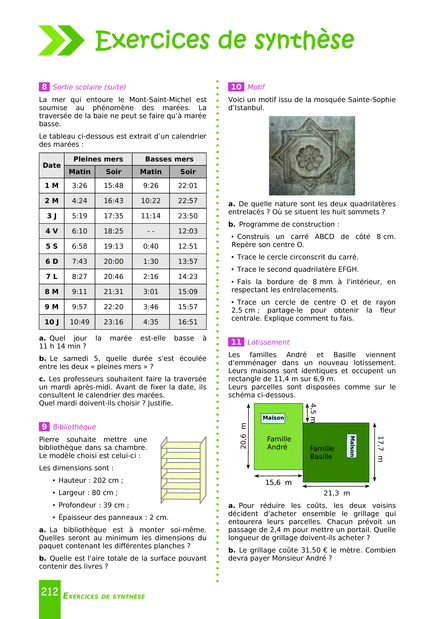 Exercices de synthèse
8 Sortie scolaire (suite)
La mer qui entoure le Mont-Saint-Michel est
soumise au phénomène des marées. La
traversée de la baie ne peut se faire qu'à marée
basse.
Le tableau ci-dessous est extrait d'un calendrier
des marées :
Date Pleines mers Basses mers
Matin Soir Matin Soir
1 M 3:26 15:48 9:26 22:01
2 M 4:24 16:43 10:22 22:57
3 J 5:19 17:35 11:14 23:50
4 V 6:10 18:25 - - 12:03
5 S 6:58 19:13 0:40 12:51
6 D 7:43 20:00 1:30 13:57
7 L 8:27 20:46 2:16 14:23
8 M 9:11 21:31 3:01 15:09
9 M 9:57 22:20 3:46 15:57
10 J 10:49 23:16 4:35 16:51
a. Quel jour la marée est-elle basse à
11 h 14 min ?
b. Le samedi 5, quelle durée s'est écoulée
entre les deux « pleines mers » ?
c. Les professeurs souhaitent faire la traversée
un mardi après-midi. Avant de fixer la date, ils
consultent le calendrier des marées.
Quel mardi doivent-ils choisir ? Justifie.
9 Bibliothèque
Pierre souhaite mettre une
bibliothèque dans sa chambre.
Le modèle choisi est celui-ci :
Les dimensions sont :
• Hauteur : 202 cm ;
• Largeur : 80 cm ;
• Profondeur : 39 cm ;
• Épaisseur des panneaux : 2 cm.
a. La bibliothèque est à monter soi-même.
Quelles seront au minimum les dimensions du
paquet contenant les différentes planches ?
b. Quelle est l'aire totale de la surface pouvant
contenir des livres ?
10 Motif
Voici un motif issu de la mosquée Sainte-Sophie
d'Istanbul.
a. De quelle nature sont les deux quadrilatères
entrelacés ? Où se situent les huit sommets ?
b. Programme de construction :
• Construis un carré ABCD de côté 8 cm.
Repère son centre O.
• Trace le cercle circonscrit du carré.
• Trace le second quadrilatère EFGH.
• Fais la bordure de 8 mm à l'intérieur, en
respectant les entrelacements.
• Trace un cercle de centre O et de rayon
2,5 cm ; partage-le pour obtenir la fleur
centrale. Explique comment tu fais.
11 Lotissement
Les familles André et Basille viennent
d'emménager dans un nouveau lotissement.
Leurs maisons sont identiques et occupent un
rectangle de 11,4 m sur 6,9 m.
Leurs parcelles sont disposées comme sur le
schéma ci-dessous.
4,5 m
Maison
20,6 m
Famille
André
Famille
Basille
Maison
17,7 m
15,6 m
21,3 m
a. Pour réduire les coûts, les deux voisins
décident d'acheter ensemble le grillage qui
entourera leurs parcelles. Chacun prévoit un
passage de 2,4 m pour mettre un portail. Quelle
longueur de grillage doivent-ils acheter ?
b. Le grillage coûte 31,50 € le mètre. Combien
devra payer Monsieur André ?
212 EXERCICES DE SYNTHÈSE